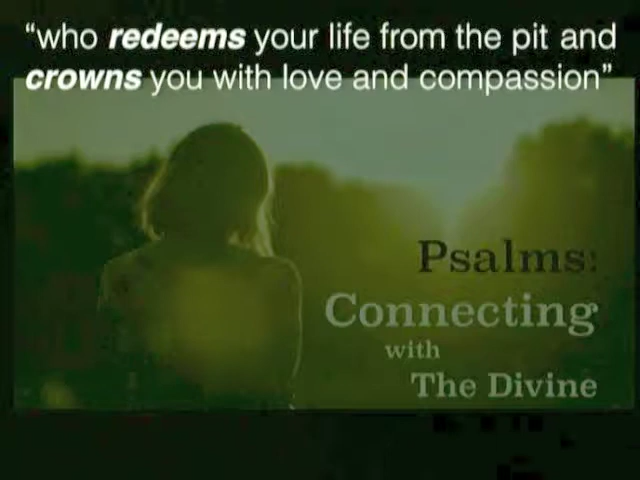 “who redeems your life from the pit and
crowns you with love and compassion”
Psalms:
Connecting
with
The Divine